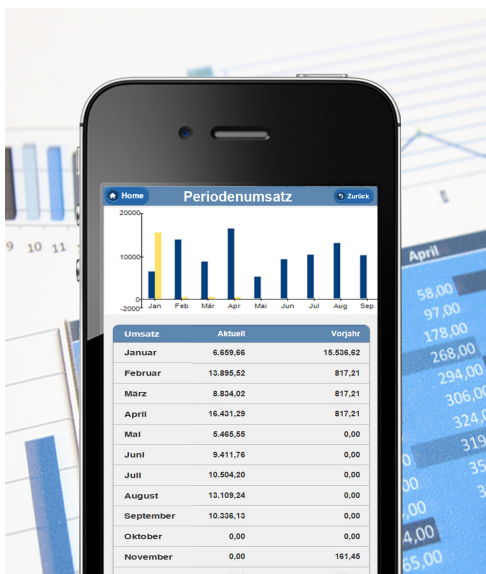 Home Periodenumsatz Zurück
20000
10000
0
-2000
Jan Feb Mär Apr Mai Jun Jul Aug Sep
Umsatz Aktuell Vorjahr
Januar 6.659,66 15.536,62
Februar 13.895,52 817,21
März 8.834,02 817,21
April 16.431,29 817,21
Mai 5.465,55 0,00
Juni 9.411,76 0,00
Juli 10.504,20 0,00
August 13.109,24 0,00
September 10.336,13 0,00
Oktober 0,00 0,00
November 0,00 161,45
9 10 11
April
58,00
97,00
178,00
268,00
294,00
306,00